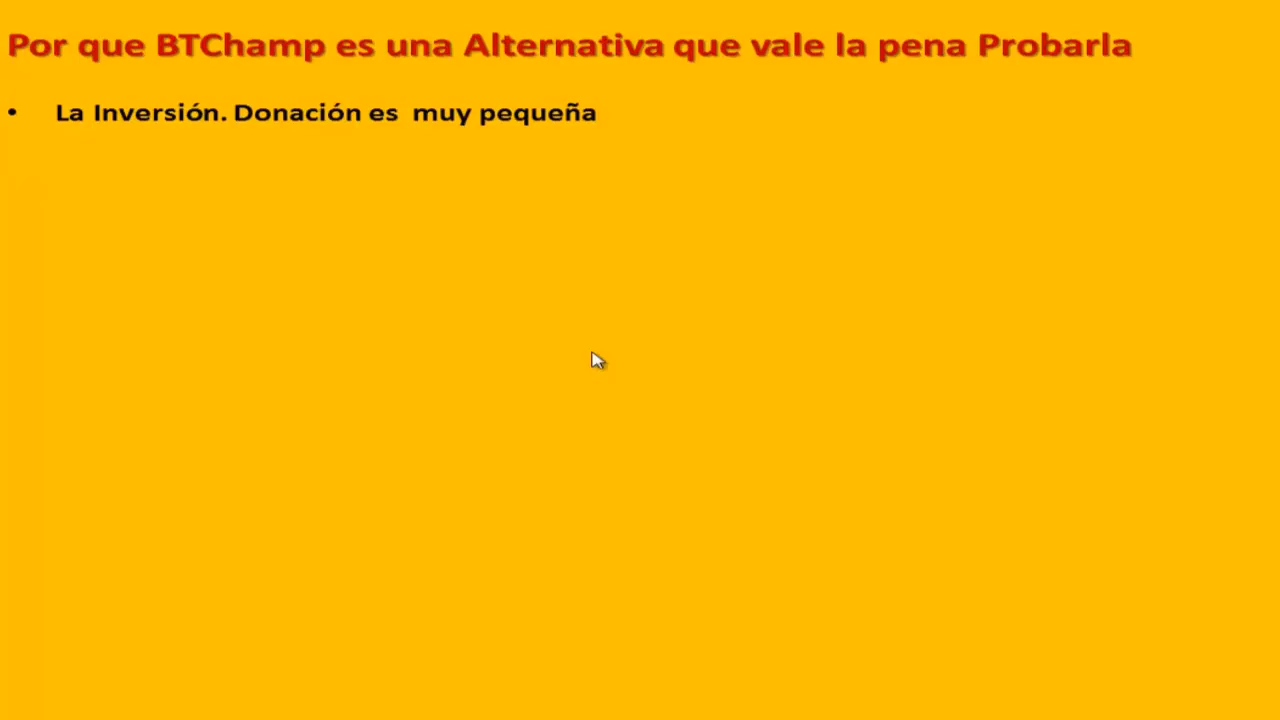 Por que BTChamp es una Alternativa que vale la pena Probarla
• La Inversión. Donación es muy pequeña